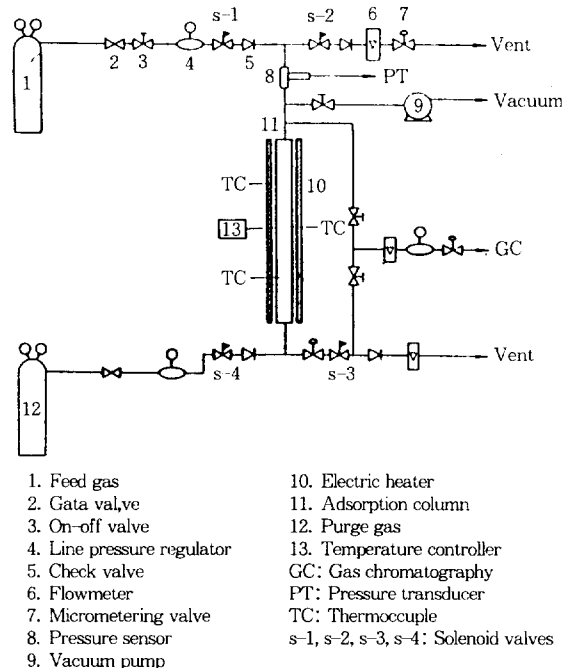 s-1
s-2
6
7
Vent
1
2
3
4
5
8
PT
9
Vacuum
11
TC
10
13
TC
TC
GC
12
s-4
s-3
Vent
1. Feed gas
2. Gata val,ve
3. On-off valve
4. Line pressure regulator
5. Check valve
6. Flowmeter
7. Micrometering valve
8. Pressure sensor
9. Vacuum pump
10. Electric heater
11. Adsorption column
12. Purge gas
13. Temperature controller
GC: Gas chromatography
PT: Pressure transducer
TC: Thermoccuple
s-1, s-2, s-3, s-4: Solenoid valves